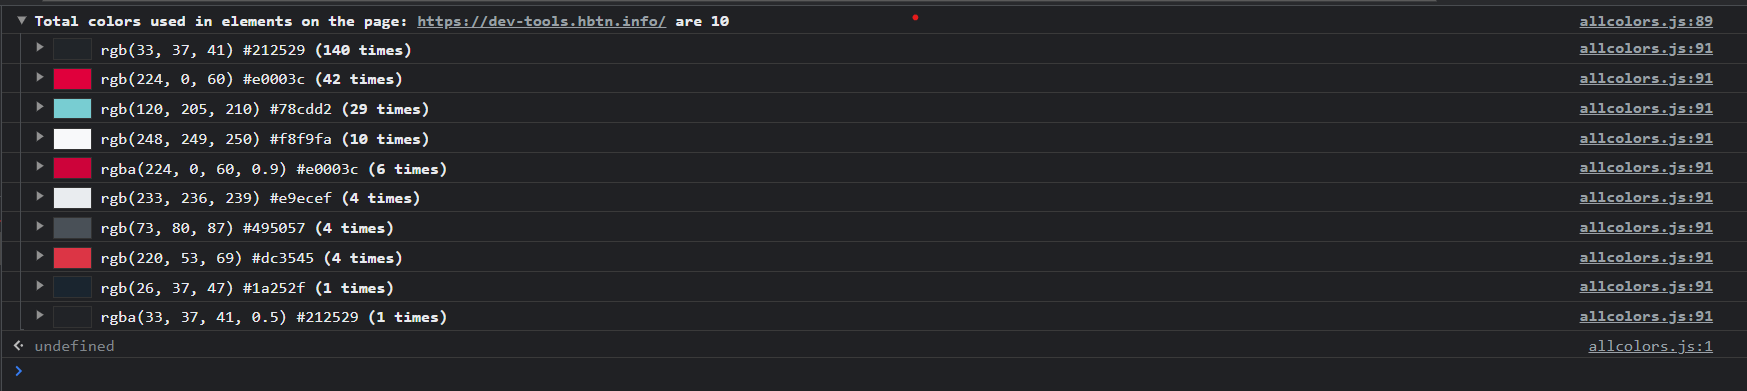 Total colors used in elements on the page: https://dev-tools.hbtn.info/ are 10 allcolors.js:89
rgb(33, 37, 41) #212529 (140 times) allcolors.js:91
rgb(224, 0, 60) #e0003c (42 times) allcolors.js:91
rgb(120, 205, 210) #78cdd2 (29 times) allcolors.js:91
rgb(248, 249, 250) #f8f9fa (10 times) allcolors.js:91
rgba(224, 0, 60, 0.9) #e0003c (6 times) allcolors.js:91
rgb(233, 236, 239) #e9ecef (4 times) allcolors.js:91
rgb(73, 80, 87) #495057 (4 times) allcolors.js:91
rgb(220, 53, 69) #dc3545 (4 times) allcolors.js:91
rgb(26, 37, 47) #1a252f (1 times) allcolors.js:91
rgba(33, 37, 41, 0.5) #212529 (1 times) allcolors.js:91
undefined allcolors.js:1